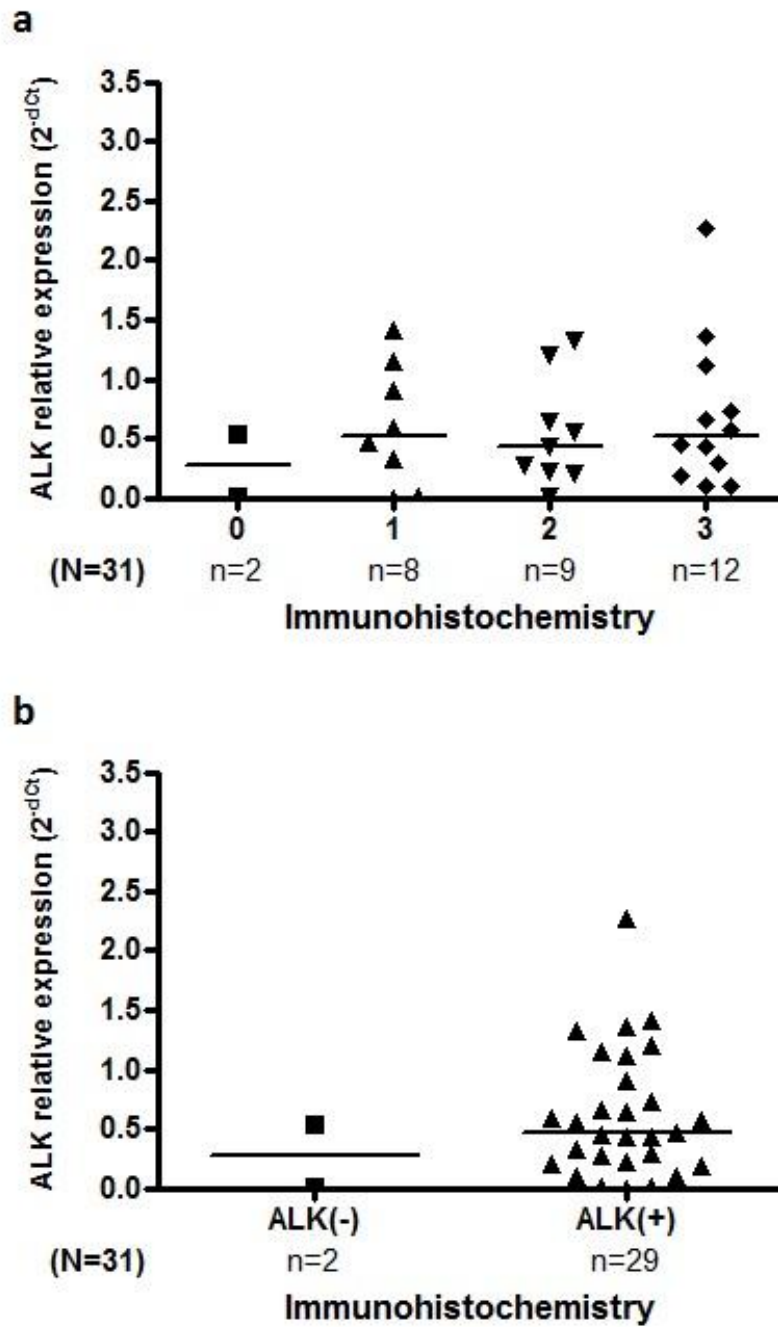 a
ALK relative expression (2^-dCt)
3.5
3.0
2.5
2.0
1.5
1.0
0.5
0.0
0 1 2 3
(N=31) n=2 n=8 n=9 n=12
Immunohistochemistry
b
ALK relative expression (2^-dCt)
3.5
3.0
2.5
2.0
1.5
1.0
0.5
0.0
ALK(-) ALK(+)
(N=31) n=2 n=29
Immunohistochemistry